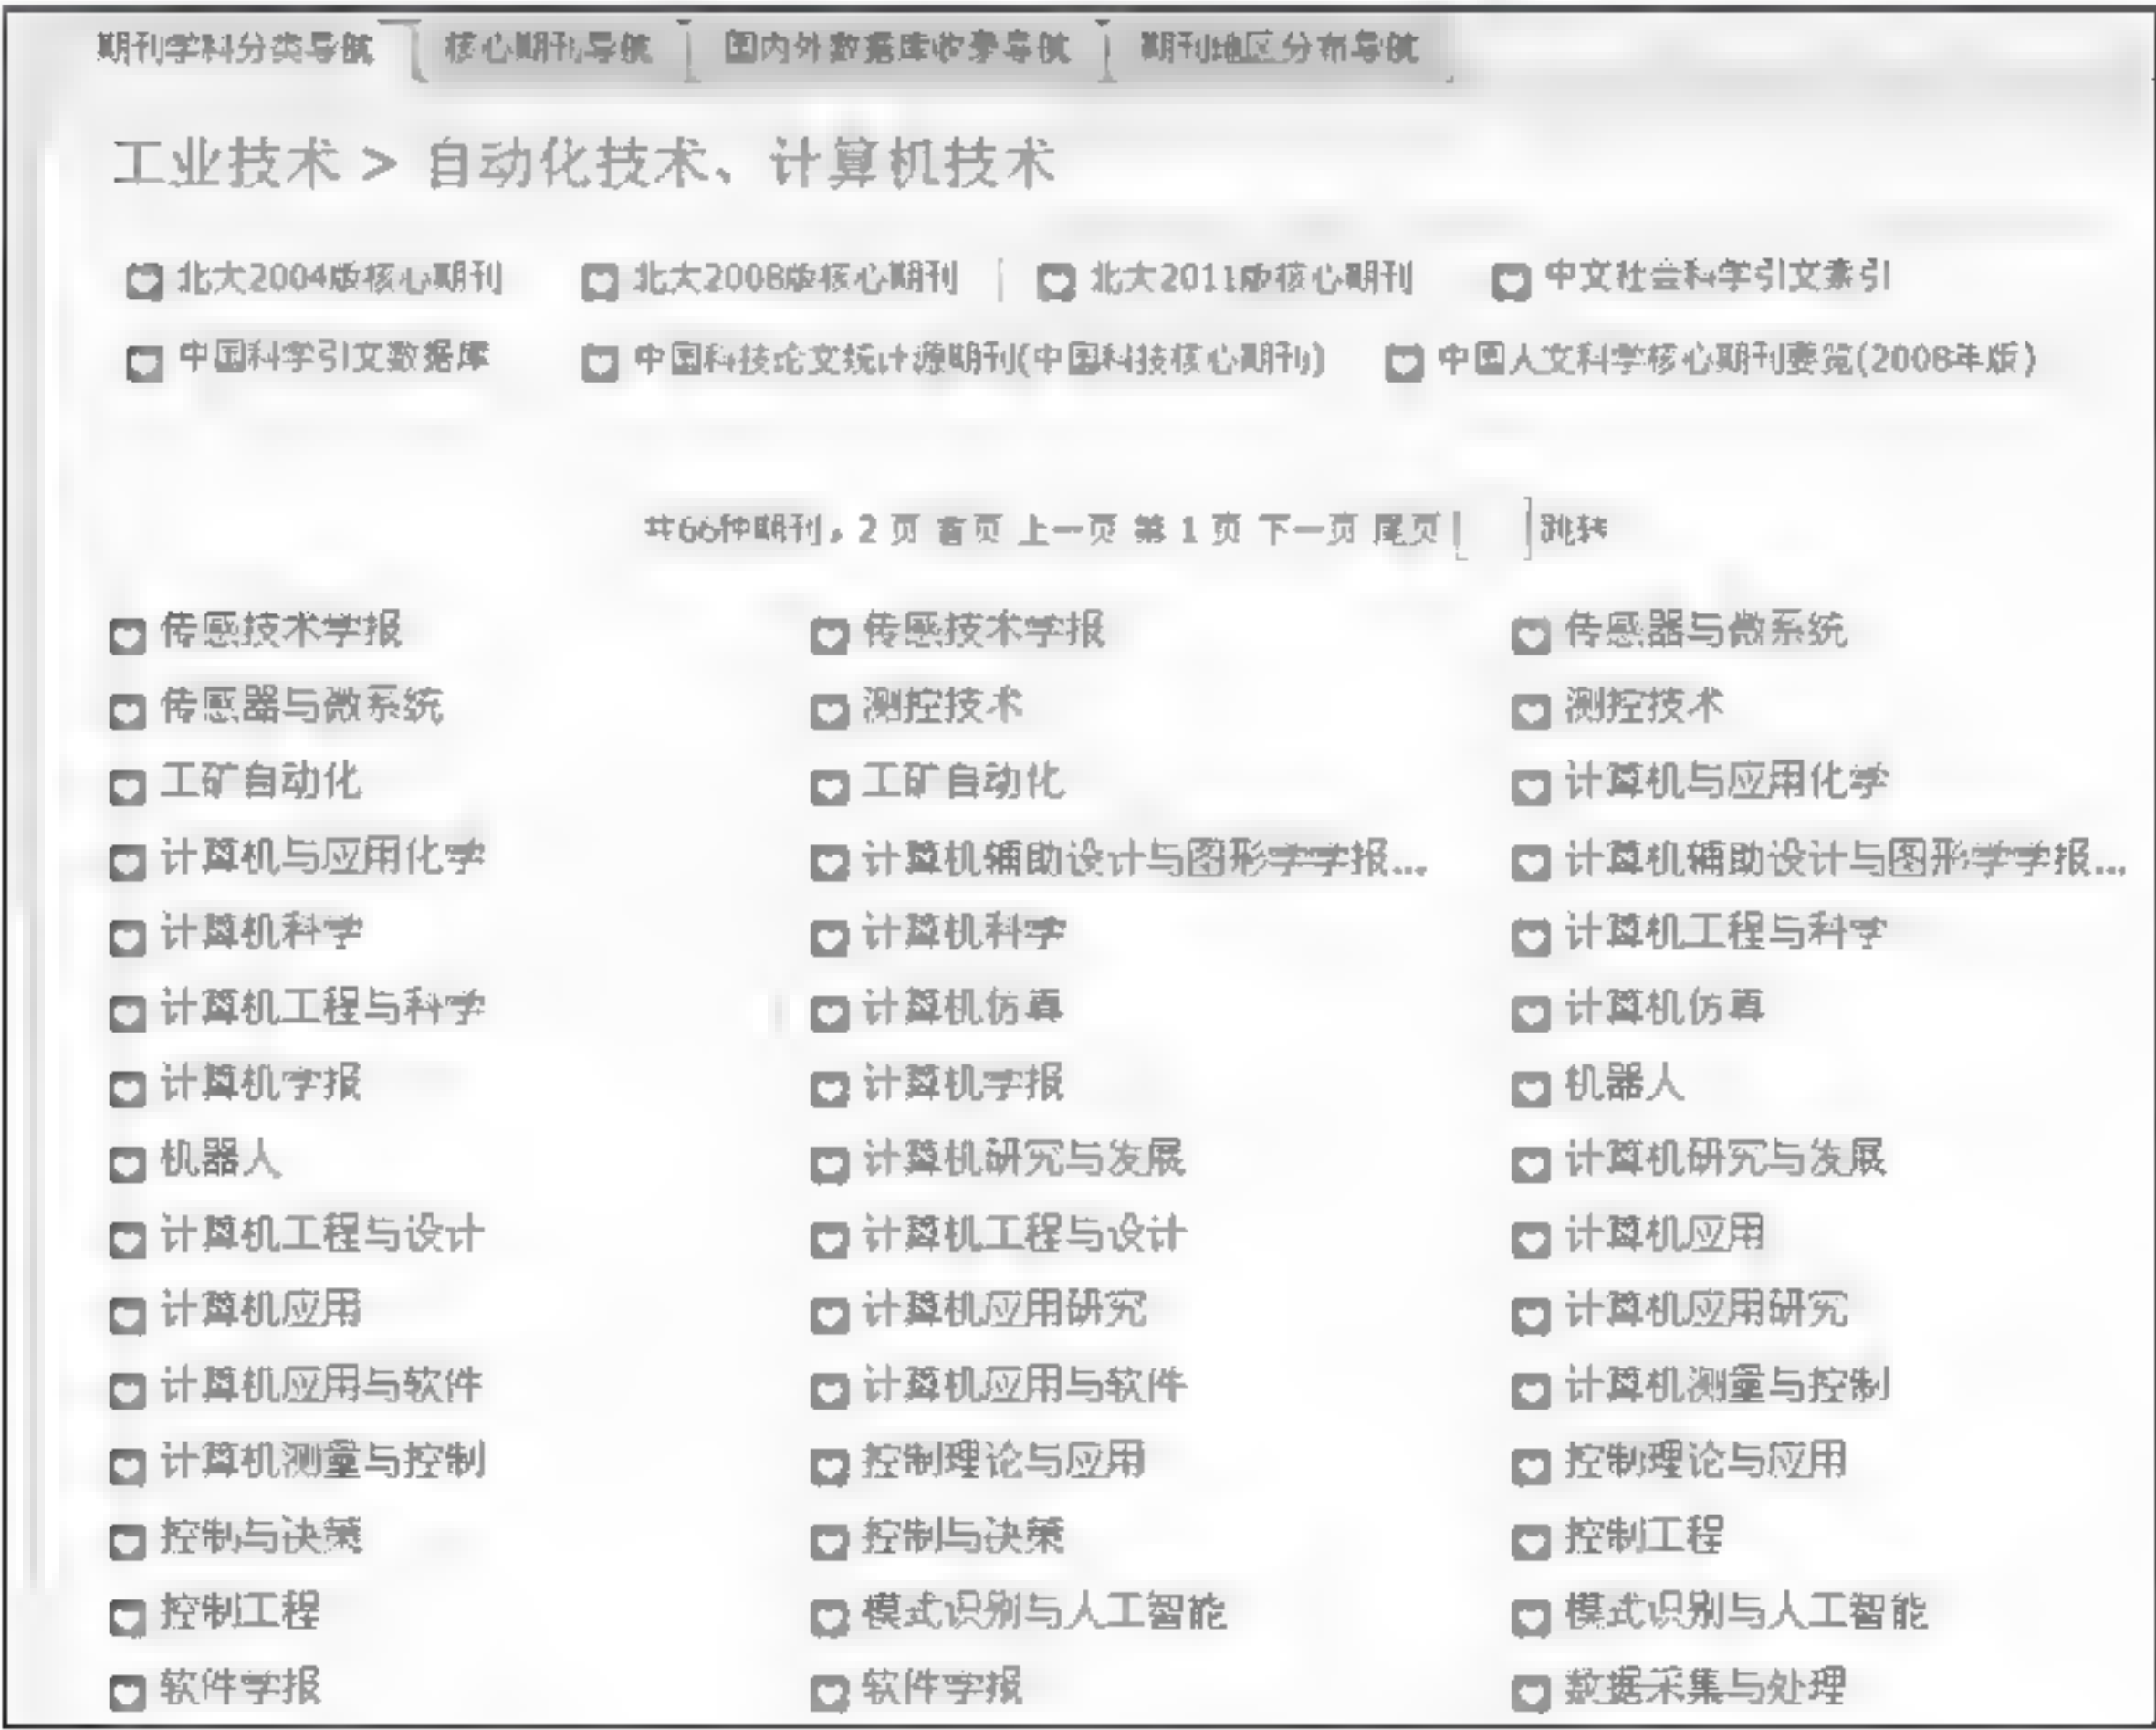 期刊学科分类导航 核心期刊导航 国内外数据库收录导航 期刊地区分布导航
工业技术 > 自动化技术、计算机技术
北大2004版核心期刊 北大2008版核心期刊 北大2011版核心期刊 中文社会科学引文索引
中国科学引文数据库 中国科技论文统计源期刊(中国科技核心期刊) 中国人文科学核心期刊要览(2008年版)
共66种期刊，2 页 首页 上一页 第 1 页 下一页 尾页 跳转
传感技术学报 传感技术学报 传感器与微系统
传感器与微系统 测控技术 测控技术
工矿自动化 工矿自动化 计算机与应用化学
计算机与应用化学 计算机辅助设计与图形学学报... 计算机辅助设计与图形学学报...
计算机科学 计算机科学 计算机工程与科学
计算机工程与科学 计算机仿真 计算机仿真
计算机学报 计算机学报 机器人
机器人 计算机研究与发展 计算机研究与发展
计算机工程与设计 计算机工程与设计 计算机应用
计算机应用 计算机应用研究 计算机应用研究
计算机应用与软件 计算机应用与软件 计算机测量与控制
计算机测量与控制 控制理论与应用 控制理论与应用
控制与决策 控制与决策 控制工程
控制工程 模式识别与人工智能 模式识别与人工智能
软件学报 软件学报 数据采集与处理